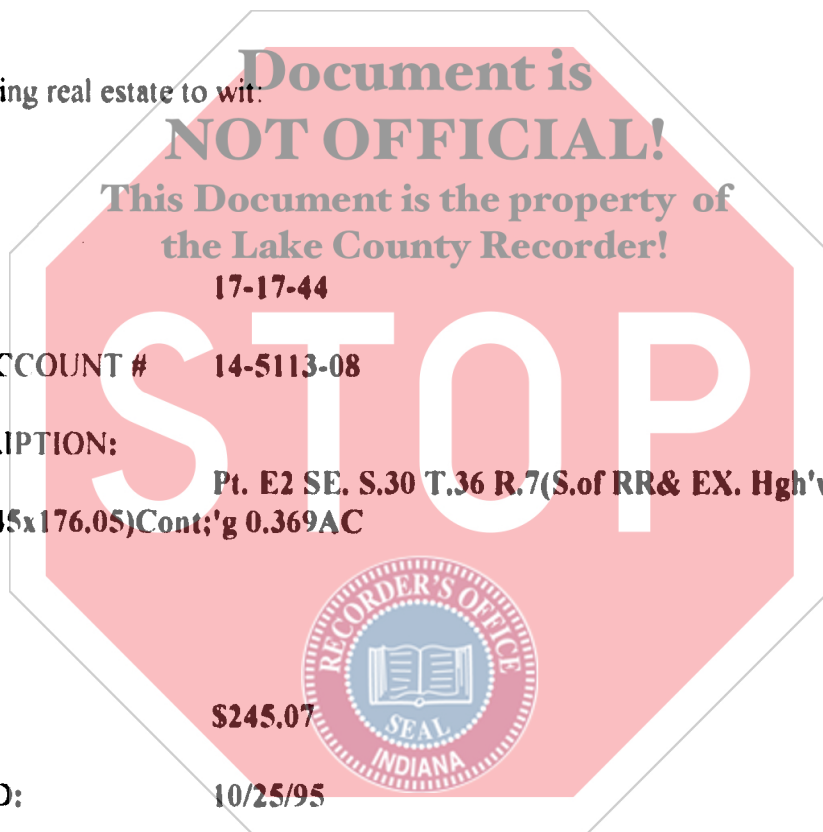 ing real estate to wit:
Document is
NOT OFFICIAL!
This Document is the property of
the Lake County Recorder!
17-17-44
CCOUNT # 14-5113-08
STOP
IPTION:
Pt. E2 SE. S.30 T.36 R.7(S.of RR& EX. Hgh'
45x176.05)Cont;'g 0.369AC
RECORDER'S OFFICE
SEAL
INDIANA
$245.07
D: 10/25/95